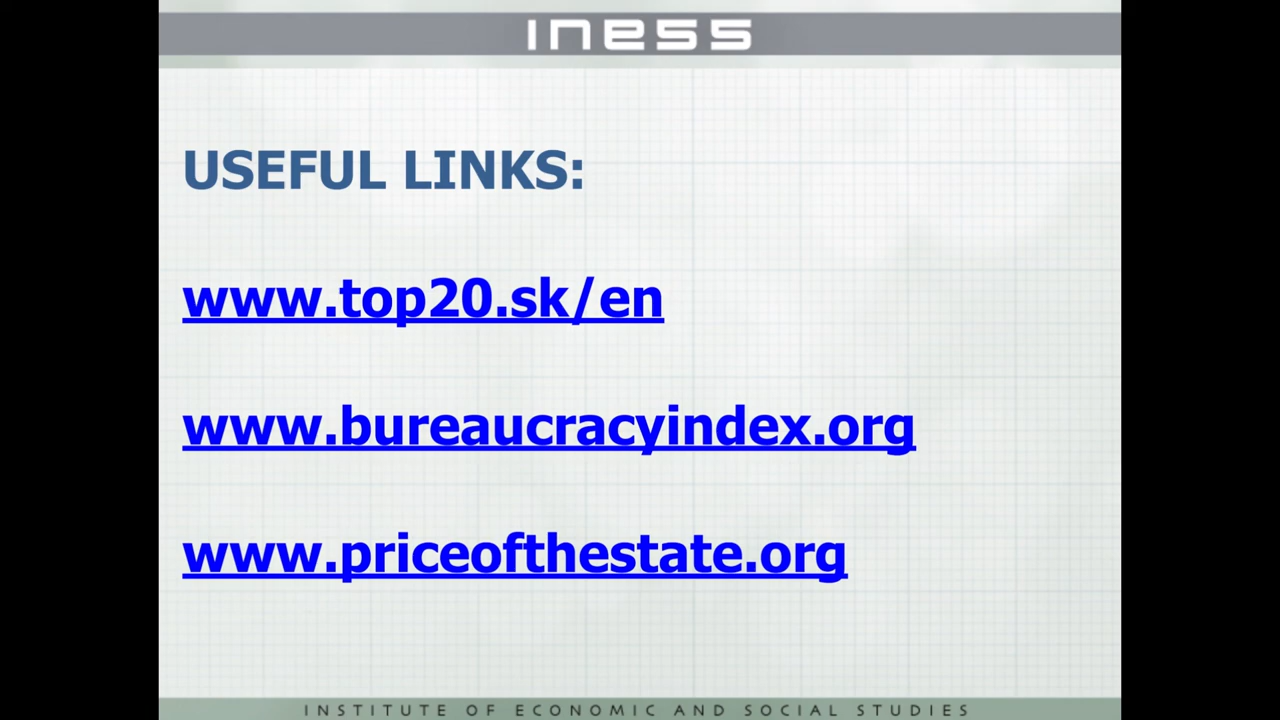 iness
USEFUL LINKS:
www.top20.sk/en
www.bureaucracyindex.org
www.priceofthestate.org
INSTITUTE OF ECONOMIC AND SOCIAL STUDIES